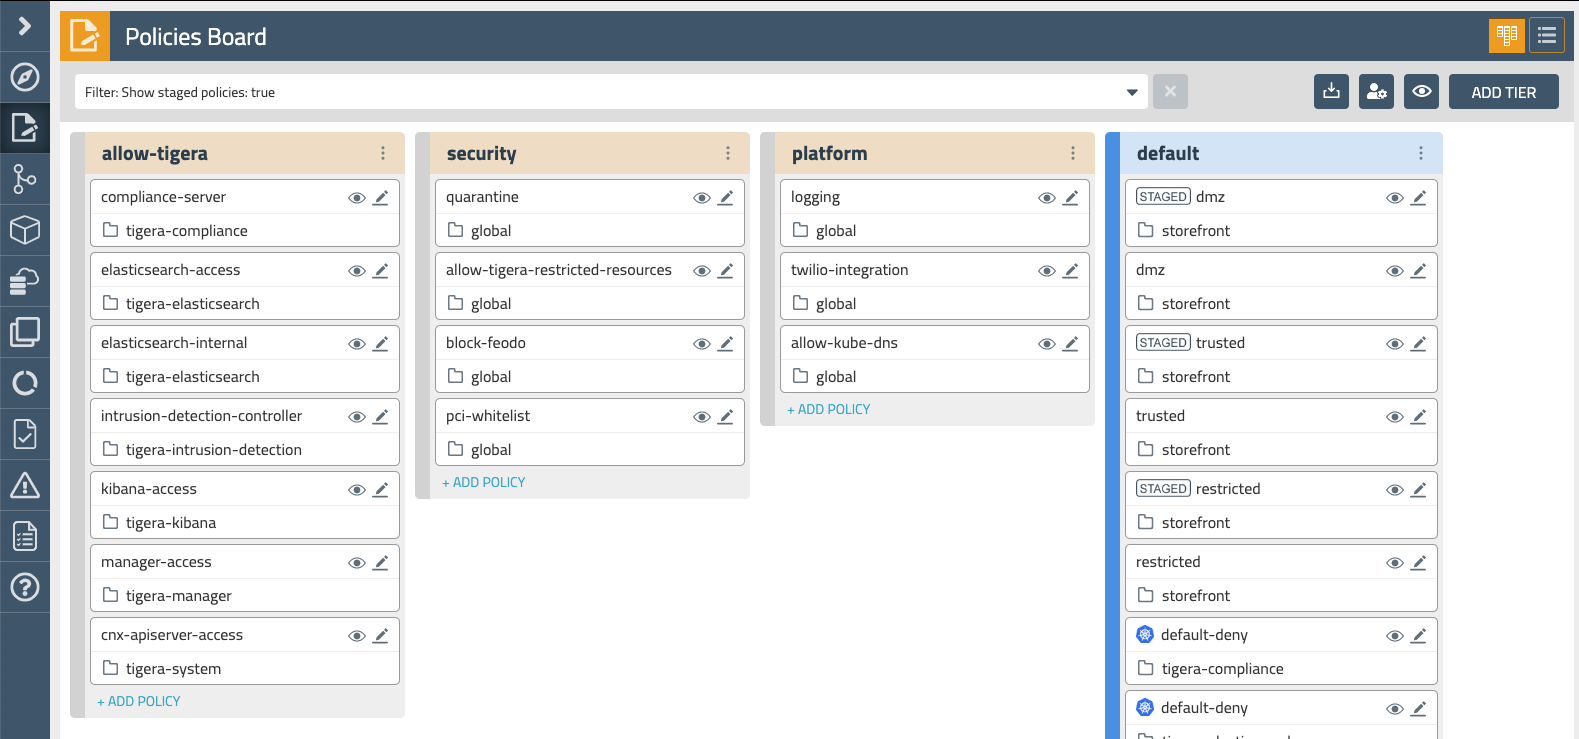 Policies Board
Filter: Show staged policies: true
ADD TIER
allow-tigera
compliance-server
tigera-compliance
elasticsearch-access
tigera-elasticsearch
elasticsearch-internal
tigera-elasticsearch
intrusion-detection-controller
tigera-intrusion-detection
kibana-access
tigera-kibana
manager-access
tigera-manager
cnx-apiserver-access
tigera-system
+ ADD POLICY
security
quarantine
global
allow-tigera-restricted-resources
global
block-feodo
global
pci-whitelist
global
+ ADD POLICY
platform
logging
global
twilio-integration
global
allow-kube-dns
global
+ ADD POLICY
default
STAGED dmz
storefront
dmz
storefront
STAGED trusted
storefront
trusted
storefront
STAGED restricted
storefront
restricted
storefront
default-deny
tigera-compliance
default-deny